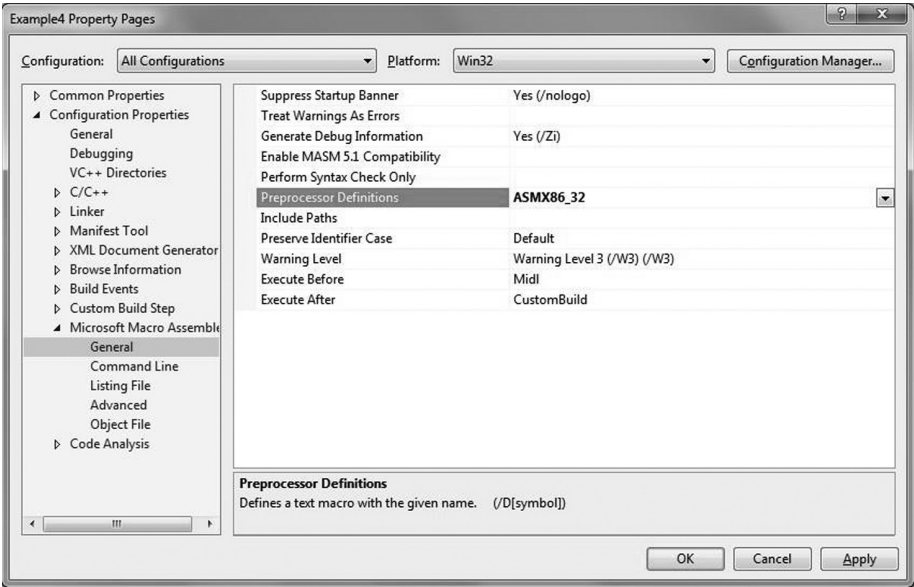 Example4 Property Pages
?
Configuration: All Configurations Platform: Win32 Configuration Manager...
Common Properties
Configuration Properties
General
Debugging
VC++ Directories
C/C++
Linker
Manifest Tool
XML Document Generator
Browse Information
Build Events
Custom Build Step
Microsoft Macro Assemble
General
Command Line
Listing File
Advanced
Object File
Code Analysis
Suppress Startup Banner Yes (/nologo)
Treat Warnings As Errors
Generate Debug Information Yes (/Zi)
Enable MASM 5.1 Compatibility
Perform Syntax Check Only
Preprocessor Definitions ASMX86_32
Include Paths
Preserve Identifier Case Default
Warning Level Warning Level 3 (/W3) (/W3)
Execute Before Midl
Execute After CustomBuild
Preprocessor Definitions
Defines a text macro with the given name. (/D[symbol])
OK Cancel Apply